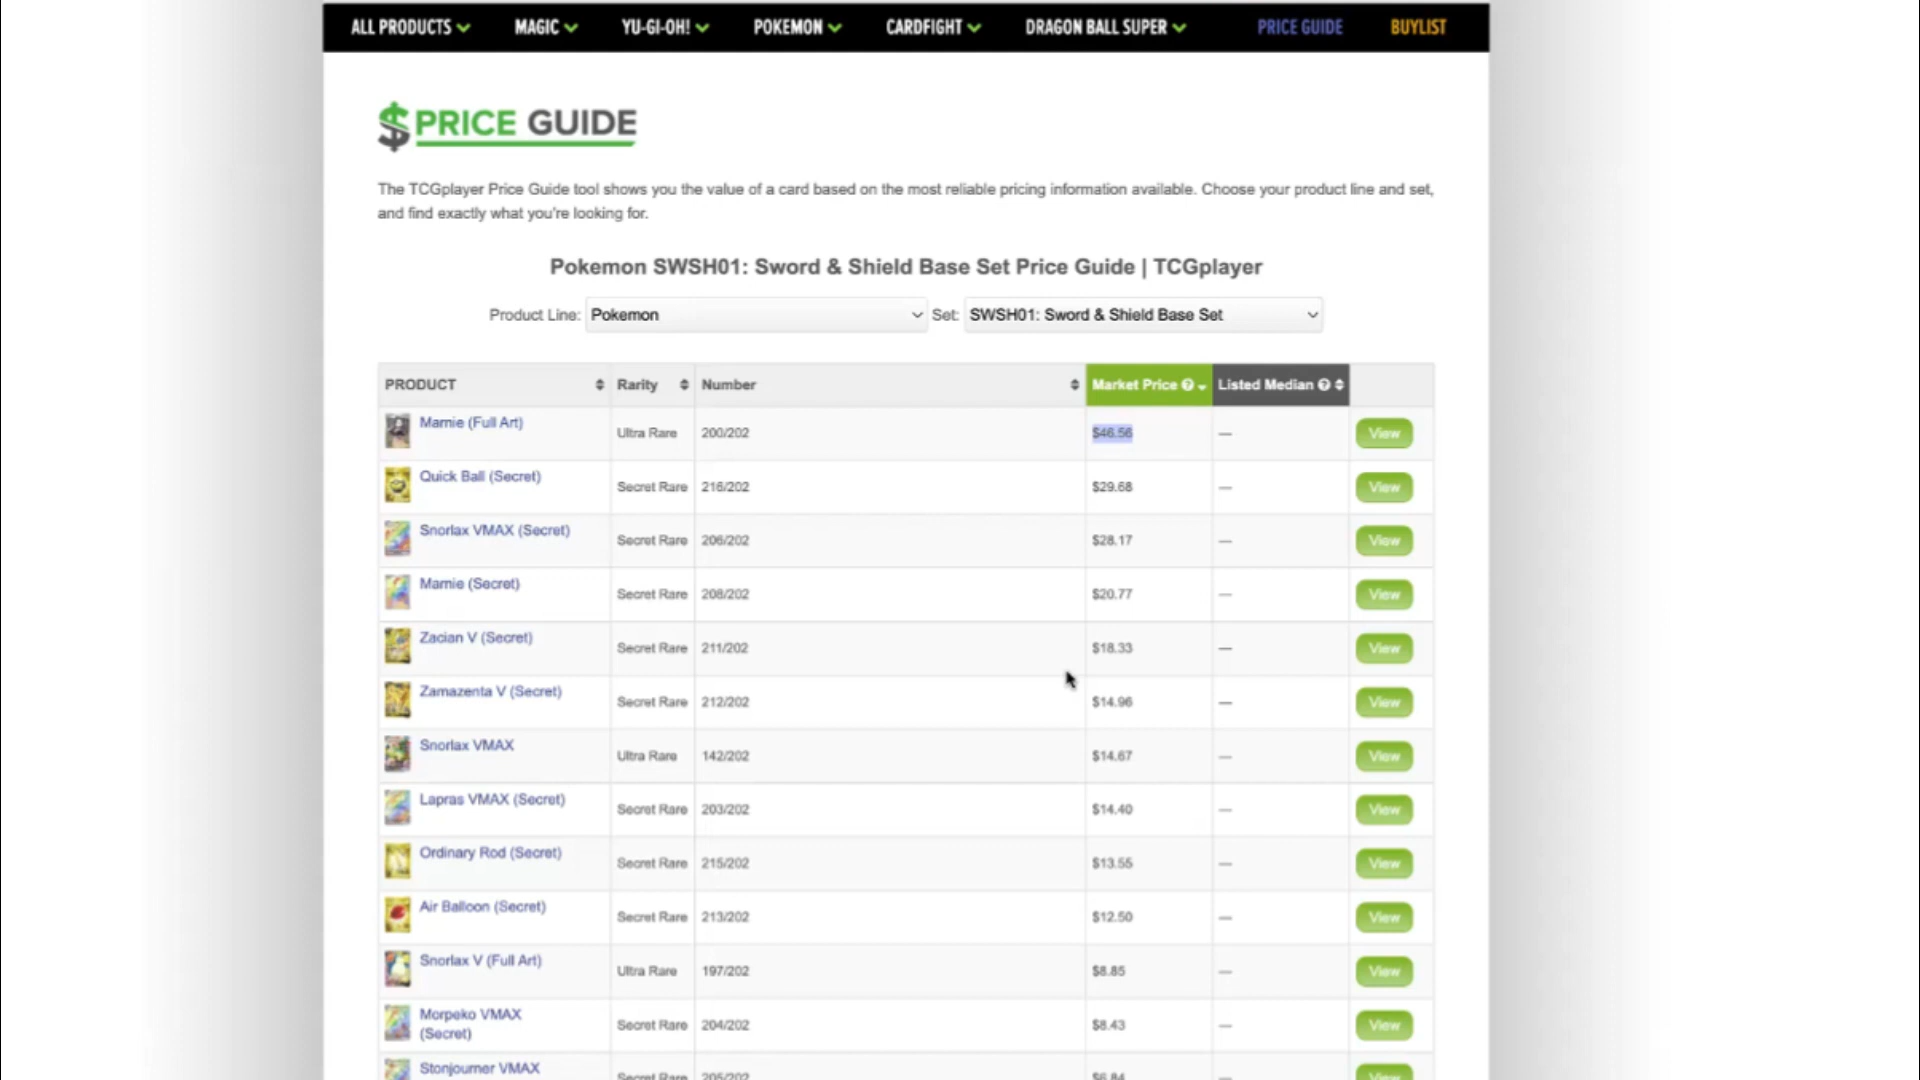 ALL PRODUCTS MAGIC YU-GI-OH! POKEMON CARDFIGHT DRAGON BALL SUPER PRICE GUIDE BUYLIST
$PRICE GUIDE
The TCGplayer Price Guide tool shows you the value of a card based on the most reliable pricing information available. Choose your product line and set,
and find exactly what you're looking for.
Pokemon SWSH01: Sword & Shield Base Set Price Guide | TCGplayer
Product Line: Pokemon Set: SWSH01: Sword & Shield Base Set
PRODUCT Rarity Number Market Price ? Listed Median ?
Marnie (Full Art) Ultra Rare 200/202 $46.56 — View
Quick Ball (Secret) Secret Rare 216/202 $29.68 — View
Snorlax VMAX (Secret) Secret Rare 206/202 $28.17 — View
Marnie (Secret) Secret Rare 208/202 $20.77 — View
Zacian V (Secret) Secret Rare 211/202 $18.33 — View
Zamazenta V (Secret) Secret Rare 212/202 $14.96 — View
Snorlax VMAX Ultra Rare 142/202 $14.67 — View
Lapras VMAX (Secret) Secret Rare 203/202 $14.40 — View
Ordinary Rod (Secret) Secret Rare 215/202 $13.55 — View
Air Balloon (Secret) Secret Rare 213/202 $12.50 — View
Snorlax V (Full Art) Ultra Rare 197/202 $8.85 — View
Morpeko VMAX
(Secret) Secret Rare 204/202 $8.43 — View
Stonjourner VMAX
Secret Rare 205/202 $6.84 — View